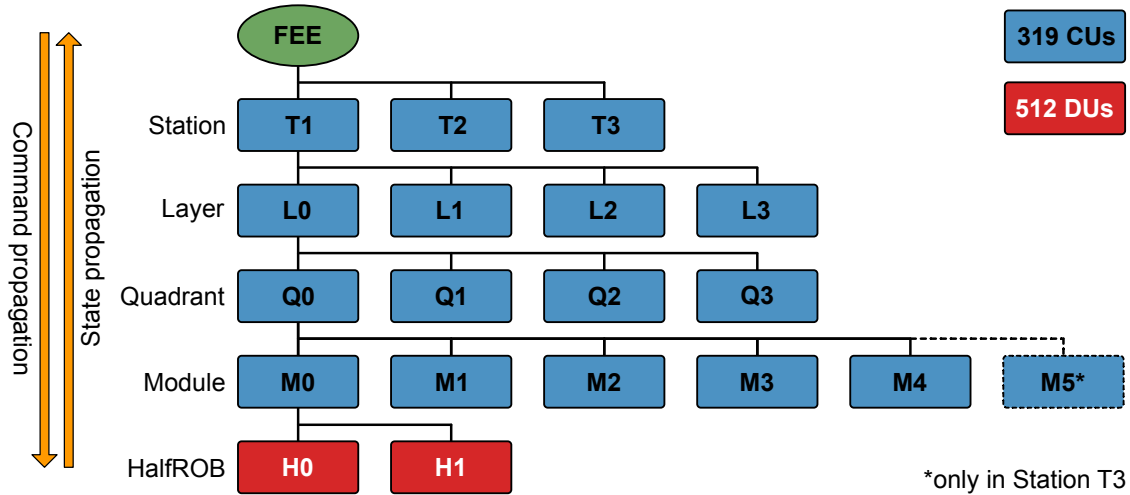 FEE
319 CUs
512 DUs
Command propagation
State propagation
Station
T1
T2
T3
Layer
L0
L1
L2
L3
Quadrant
Q0
Q1
Q2
Q3
Module
M0
M1
M2
M3
M4
M5*
HalfROB
H0
H1
*only in Station T3